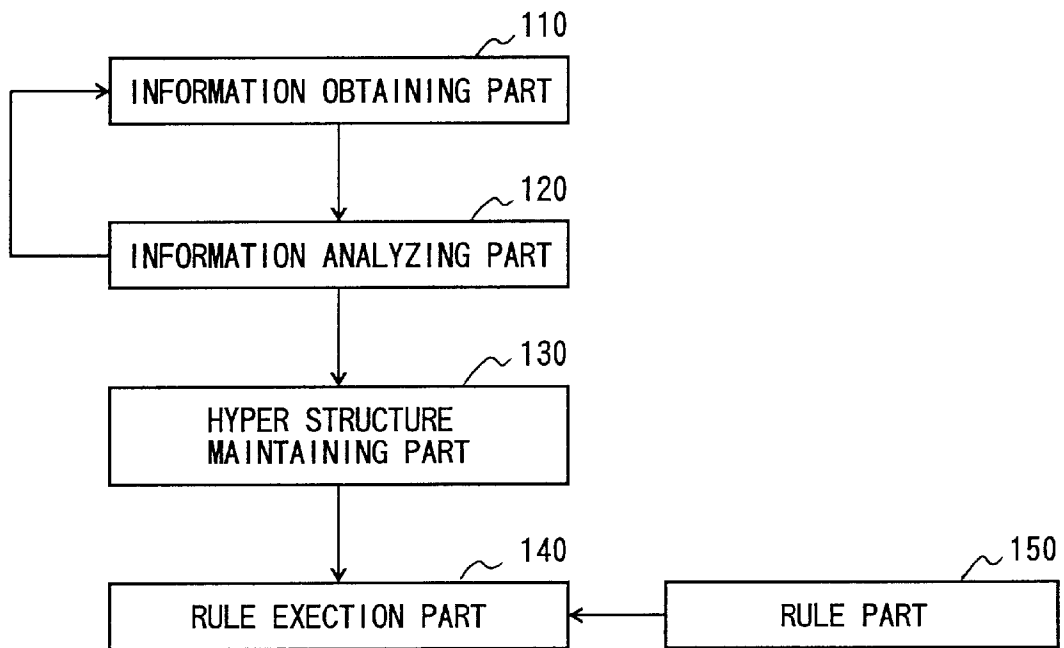 110
INFORMATION OBTAINING PART
120
INFORMATION ANALYZING PART
130
HYPER STRUCTURE
MAINTAINING PART
140
RULE EXECTION PART
150
RULE PART